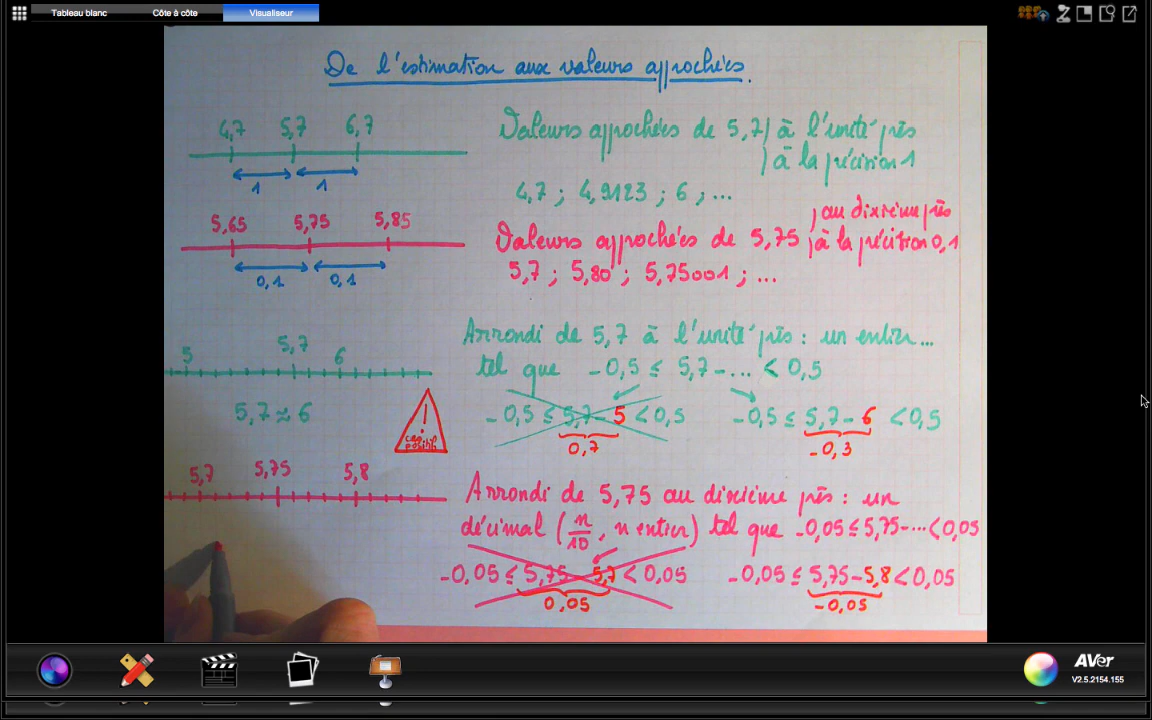 Tableau blanc
Côte à côte
Visualiseur
De l'estimation aux valeurs approchées.
4,7 5,7 6,7
1 1
Valeurs approchées de 5,7 à l'unité près
à la précision 1
4,7 ; 4,9123 ; 6 ; ...
5,65 5,75 5,85
0,1 0,1
au dixième près
Valeurs approchées de 5,75 à la précision 0,1
5,7 ; 5,80 ; 5,75001 ; ...
5 5,7 6
5,7 ≈ 6
Arrondi de 5,7 à l'unité près : un entier...
tel que -0,5 ≤ 5,7-... < 0,5
-0,5 ≤ 5,7-5 < 0,5
0,7
-0,5 ≤ 5,7-6 < 0,5
-0,3
!
cas positifs
5,7 5,75 5,8
Arrondi de 5,75 au dixième près : un
décimal (n/10, n entier) tel que -0,05 ≤ 5,75-... < 0,05
-0,05 ≤ 5,75-5,7 < 0,05
0,05
-0,05 ≤ 5,75-5,8 < 0,05
-0,05
AVer
V2.5.2154.155